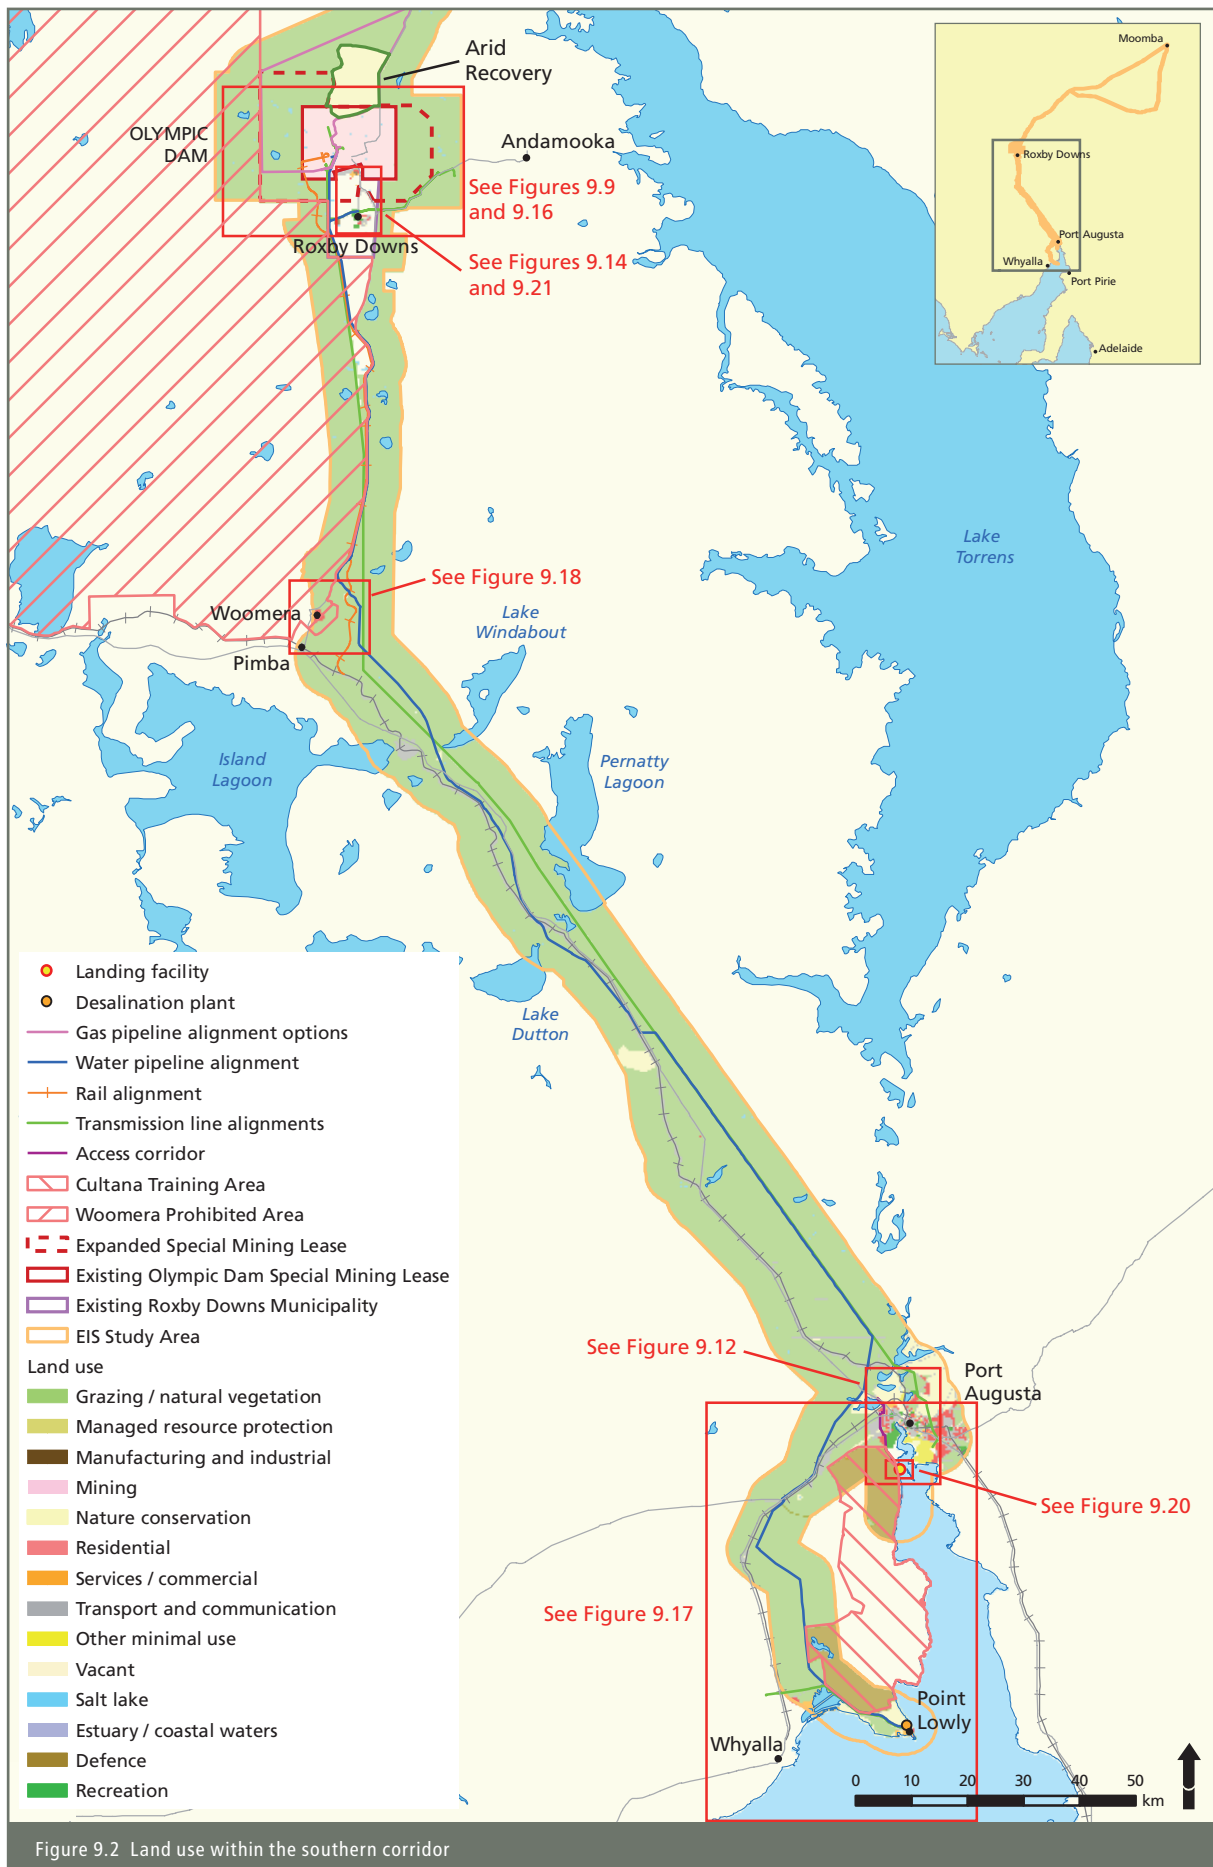 Arid
Recovery
OLYMPIC
DAM
Andamooka
See Figures 9.9
and 9.16
Roxby Downs
See Figures 9.14
and 9.21
Moomba
Roxby Downs
Port Augusta
Whyalla
Port Pirie
Adelaide
Lake
Torrens
See Figure 9.18
Woomera
Lake
Windabout
Pimba
Island
Lagoon
Pernatty
Lagoon
Lake
Dutton
See Figure 9.12
Port
Augusta
See Figure 9.20
See Figure 9.17
Point
Lowly
Whyalla
0 10 20 30 40 50
km
Landing facility
Desalination plant
Gas pipeline alignment options
Water pipeline alignment
Rail alignment
Transmission line alignments
Access corridor
Cultana Training Area
Woomera Prohibited Area
Expanded Special Mining Lease
Existing Olympic Dam Special Mining Lease
Existing Roxby Downs Municipality
EIS Study Area
Land use
Grazing / natural vegetation
Managed resource protection
Manufacturing and industrial
Mining
Nature conservation
Residential
Services / commercial
Transport and communication
Other minimal use
Vacant
Salt lake
Estuary / coastal waters
Defence
Recreation
Figure 9.2 Land use within the southern corridor